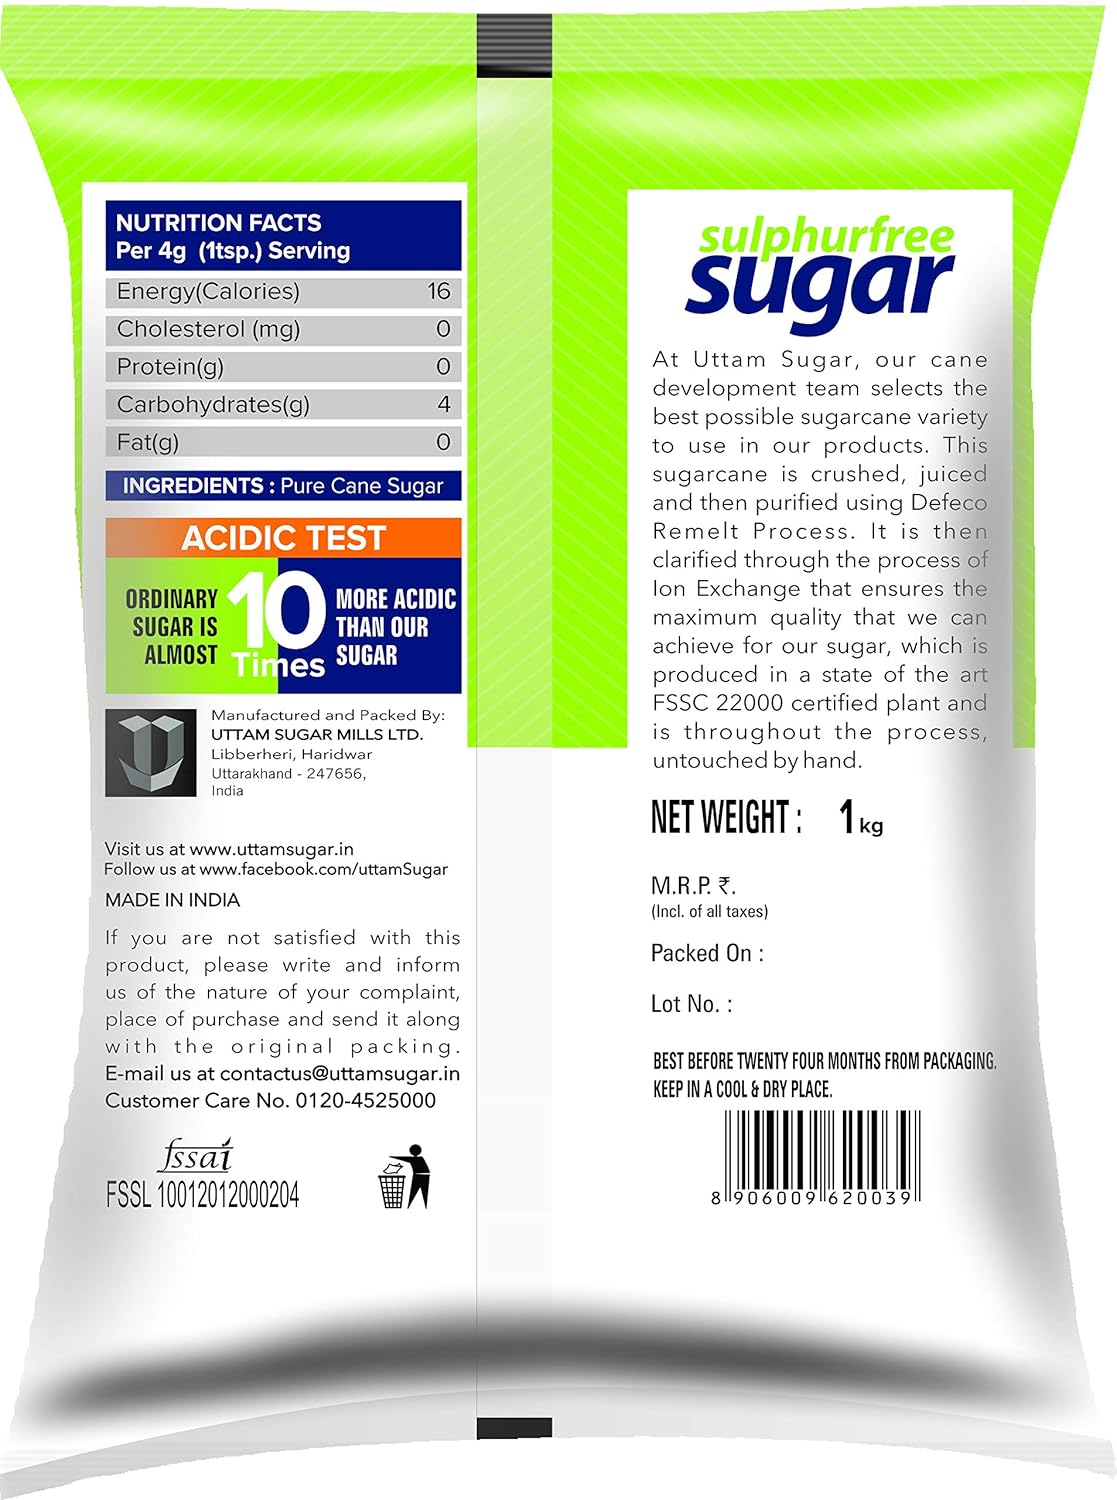 NUTRITION FACTS
Per 4g (1tsp.) Serving
Energy(Calories) 16
Cholesterol (mg) 0
Protein(g) 0
Carbohydrates(g) 4
Fat(g) 0
INGREDIENTS : Pure Cane Sugar
ACIDIC TEST
ORDINARY
SUGAR IS
ALMOST
10
Times
MORE ACIDIC
THAN OUR
SUGAR
Manufactured and Packed By:
UTTAM SUGAR MILLS LTD.
Libberheri, Haridwar
Uttarakhand - 247656,
India
Visit us at www.uttamsugar.in
Follow us at www.facebook.com/uttamSugar
MADE IN INDIA
If you are not satisfied with this
product, please write and inform
us of the nature of your complaint,
place of purchase and send it along
with the original packing.
E-mail us at contactus@uttamsugar.in
Customer Care No. 0120-4525000
fssai
FSSL 10012012000204
sulphurfree
sugar
At Uttam Sugar, our cane
development team selects the
best possible sugarcane variety
to use in our products. This
sugarcane is crushed, juiced
and then purified using Defeco
Remelt Process. It is then
clarified through the process of
Ion Exchange that ensures the
maximum quality that we can
achieve for our sugar, which is
produced in a state of the art
FSSC 22000 certified plant and
is throughout the process,
untouched by hand.
NET WEIGHT : 1 kg
M.R.P. ₹.
(Incl. of all taxes)
Packed On :
Lot No. :
BEST BEFORE TWENTY FOUR MONTHS FROM PACKAGING.
KEEP IN A COOL & DRY PLACE.
8 906009 620039